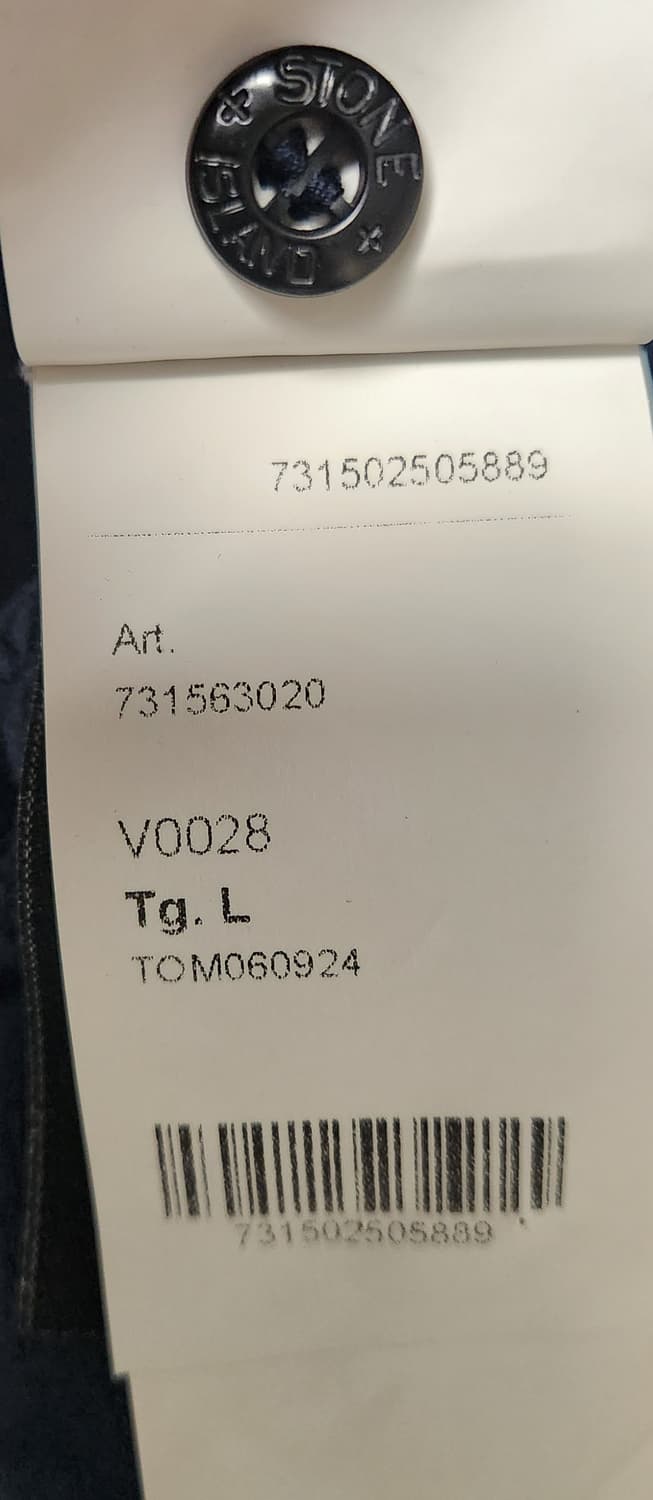 STONE
ISLAND
731502505889
Art.
731563020
V0028
Tg. L
TOM060924
731502505889